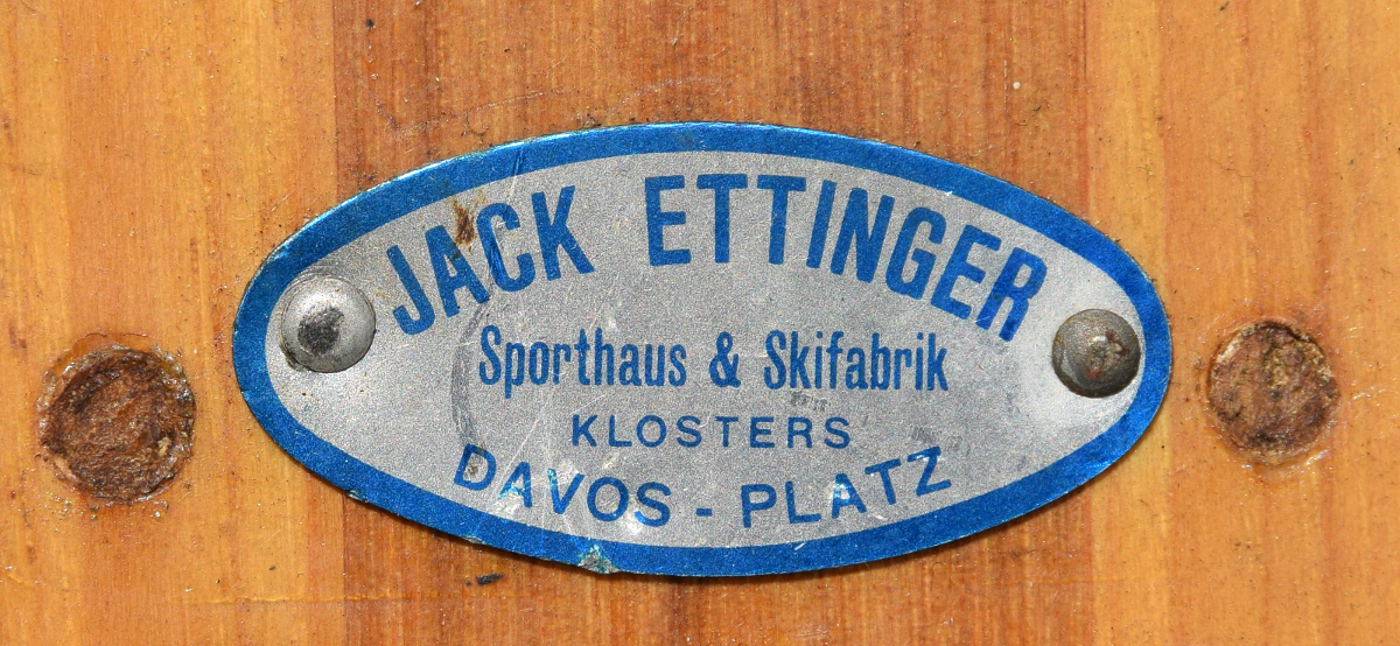 JACK ETTINGER
Sporthaus & Skifabrik
KLOSTERS
DAVOS - PLATZ